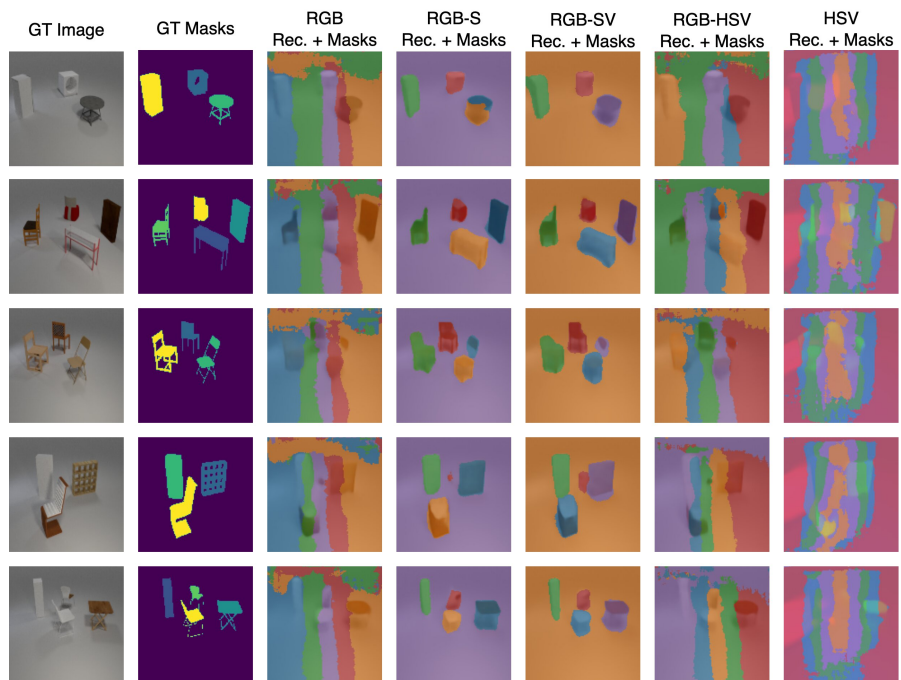 GT Image
GT Masks
RGB
Rec. + Masks
RGB-S
Rec. + Masks
RGB-SV
Rec. + Masks
RGB-HSV
Rec. + Masks
HSV
Rec. + Masks